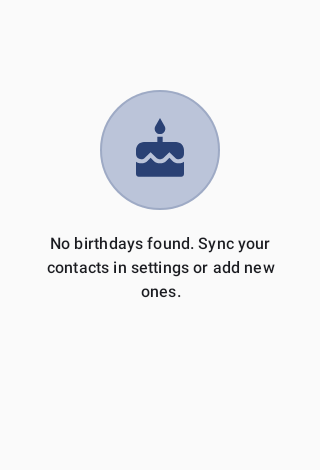 No birthdays found. Sync your
contacts in settings or add new
ones.